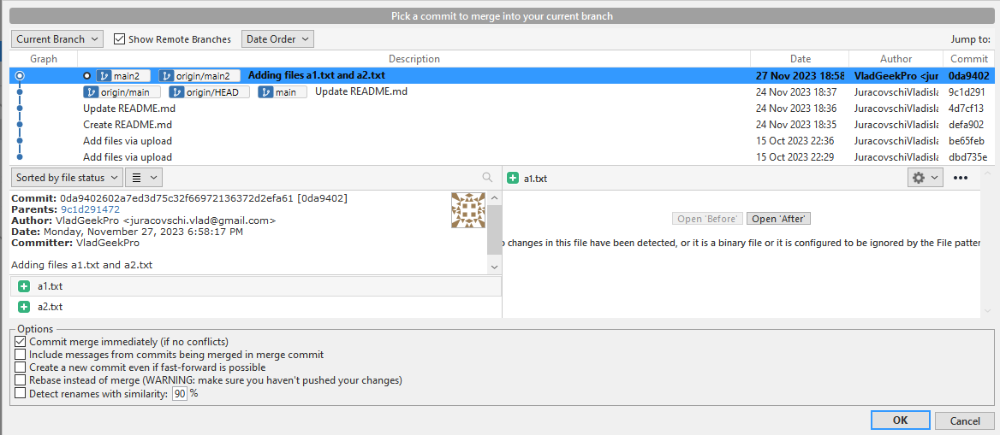 Pick a commit to merge into your current branch
Current Branch Show Remote Branches Date Order Jump to:
Graph Description Date Author Commit
main2 origin/main2 Adding files a1.txt and a2.txt 27 Nov 2023 18:58 VladGeekPro <jur 0da9402
origin/main origin/HEAD main Update README.md 24 Nov 2023 18:37 JuracovschiVladisla 9c1d291
Update README.md 24 Nov 2023 18:36 JuracovschiVladisla 4d7cf13
Create README.md 24 Nov 2023 18:35 JuracovschiVladisla defa902
Add files via upload 15 Oct 2023 22:36 JuracovschiVladisla be65feb
Add files via upload 15 Oct 2023 22:29 JuracovschiVladisla dbd735e
Sorted by file status
Commit: 0da9402602a7ed3d75c32f66972136372d2efa61 [0da9402]
Parents: 9c1d291472
Author: VladGeekPro <juracovschi.vlad@gmail.com>
Date: Monday, November 27, 2023 6:58:17 PM
Committer: VladGeekPro
Adding files a1.txt and a2.txt
a1.txt
a2.txt
a1.txt
Open 'Before' Open 'After'
o changes in this file have been detected, or it is a binary file or it is configured to be ignored by the File patter
Options
Commit merge immediately (if no conflicts)
Include messages from commits being merged in merge commit
Create a new commit even if fast-forward is possible
Rebase instead of merge (WARNING: make sure you haven't pushed your changes)
Detect renames with similarity: 90 %
OK Cancel